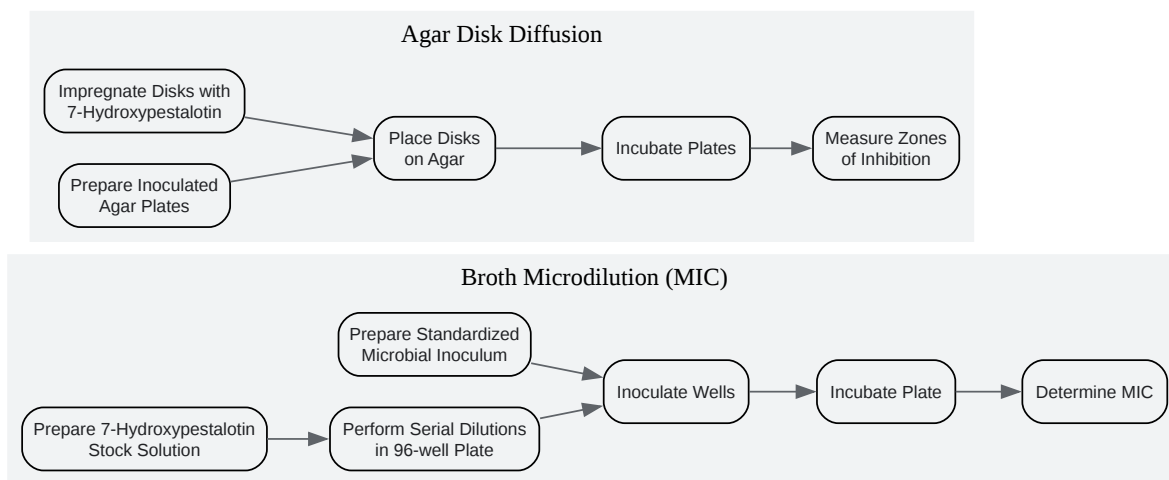 Agar Disk Diffusion
Impregnate Disks with
7-Hydroxypestalotin
Prepare Inoculated
Agar Plates
Place Disks
on Agar
Incubate Plates
Measure Zones
of Inhibition
Broth Microdilution (MIC)
Prepare Standardized
Microbial Inoculum
Prepare 7-Hydroxypestalotin
Stock Solution
Perform Serial Dilutions
in 96-well Plate
Inoculate Wells
Incubate Plate
Determine MIC